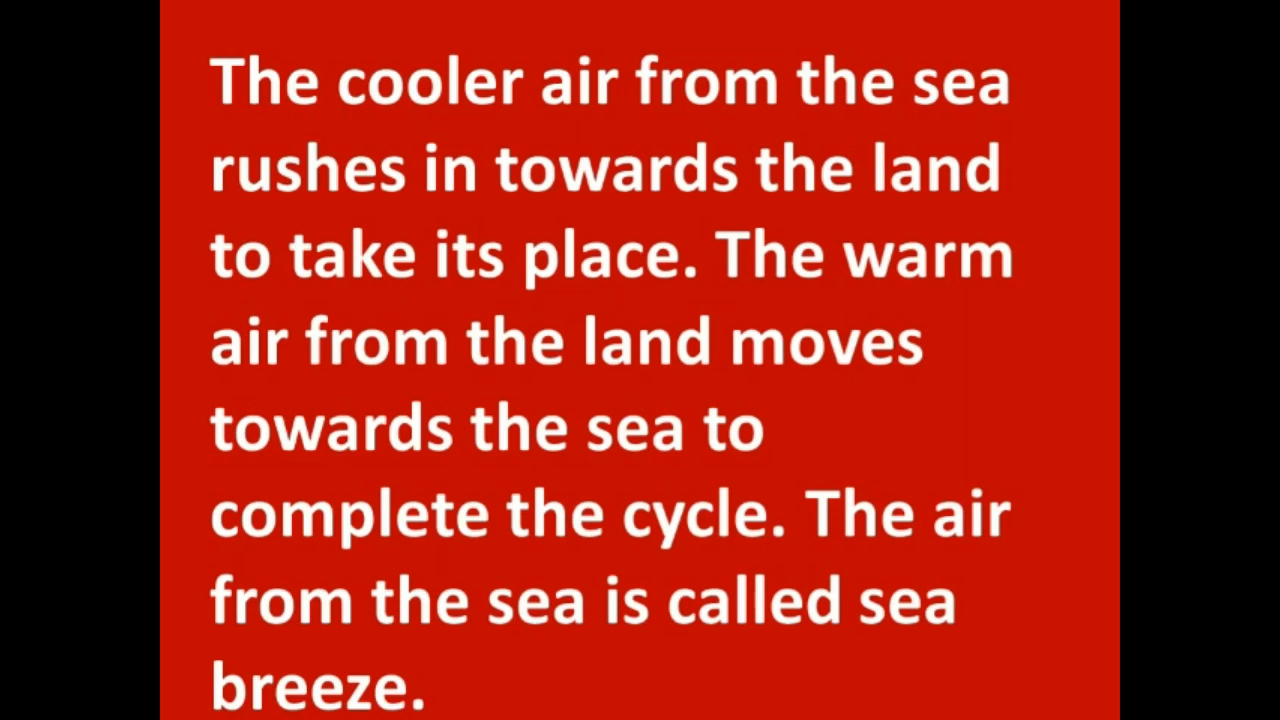 The cooler air from the sea
rushes in towards the land
to take its place. The warm
air from the land moves
towards the sea to
complete the cycle. The air
from the sea is called sea
breeze.